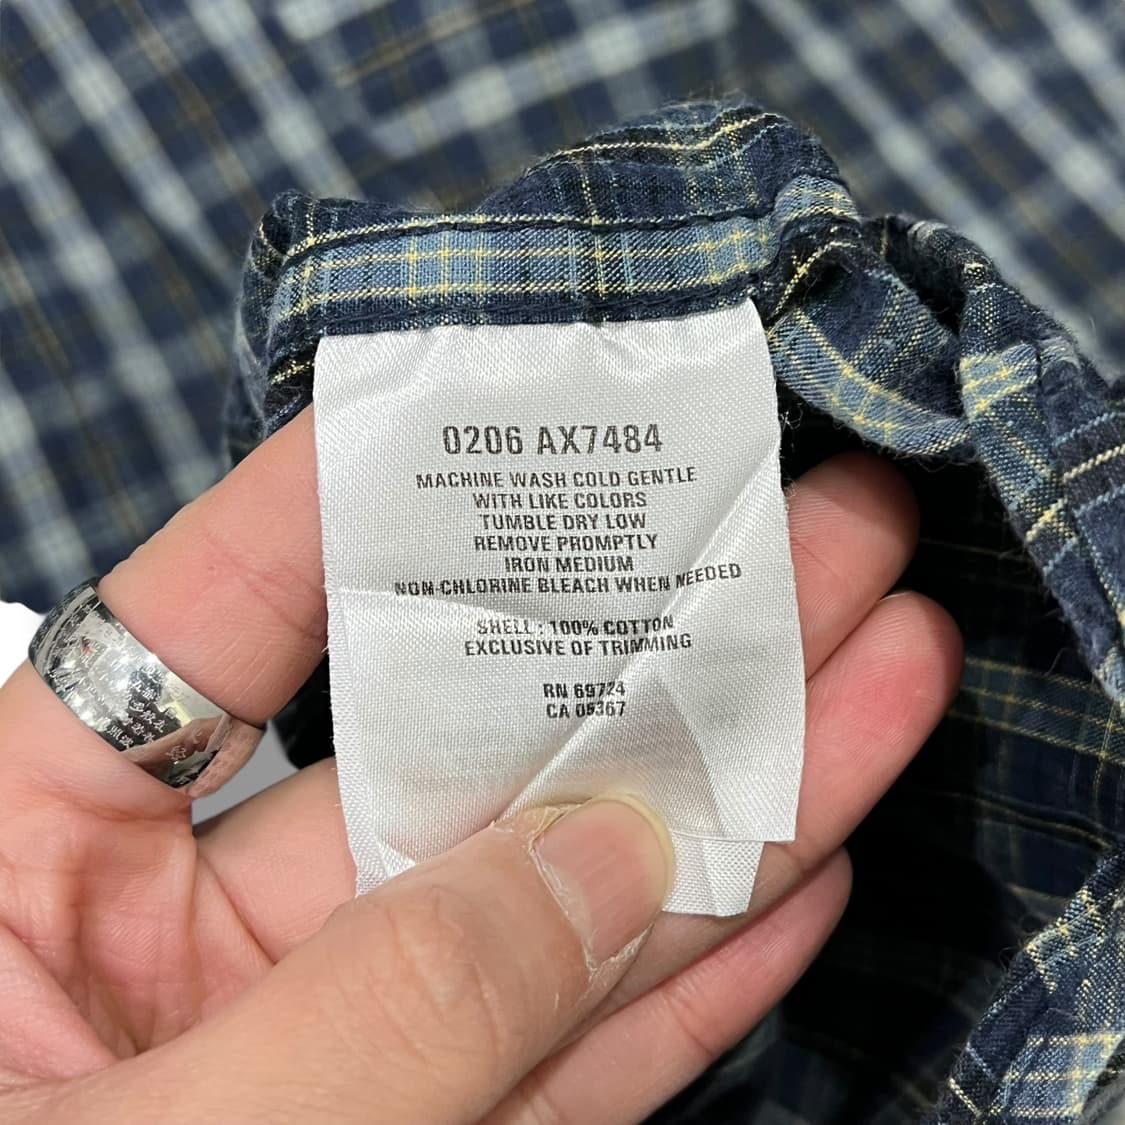 0206 AX7484
MACHINE WASH COLD GENTLE
WITH LIKE COLORS
TUMBLE DRY LOW
REMOVE PROMPTLY
IRON MEDIUM
NON-CHLORINE BLEACH WHEN NEEDED
SHELL : 100% COTTON
EXCLUSIVE OF TRIMMING
RN 69724
CA 05367